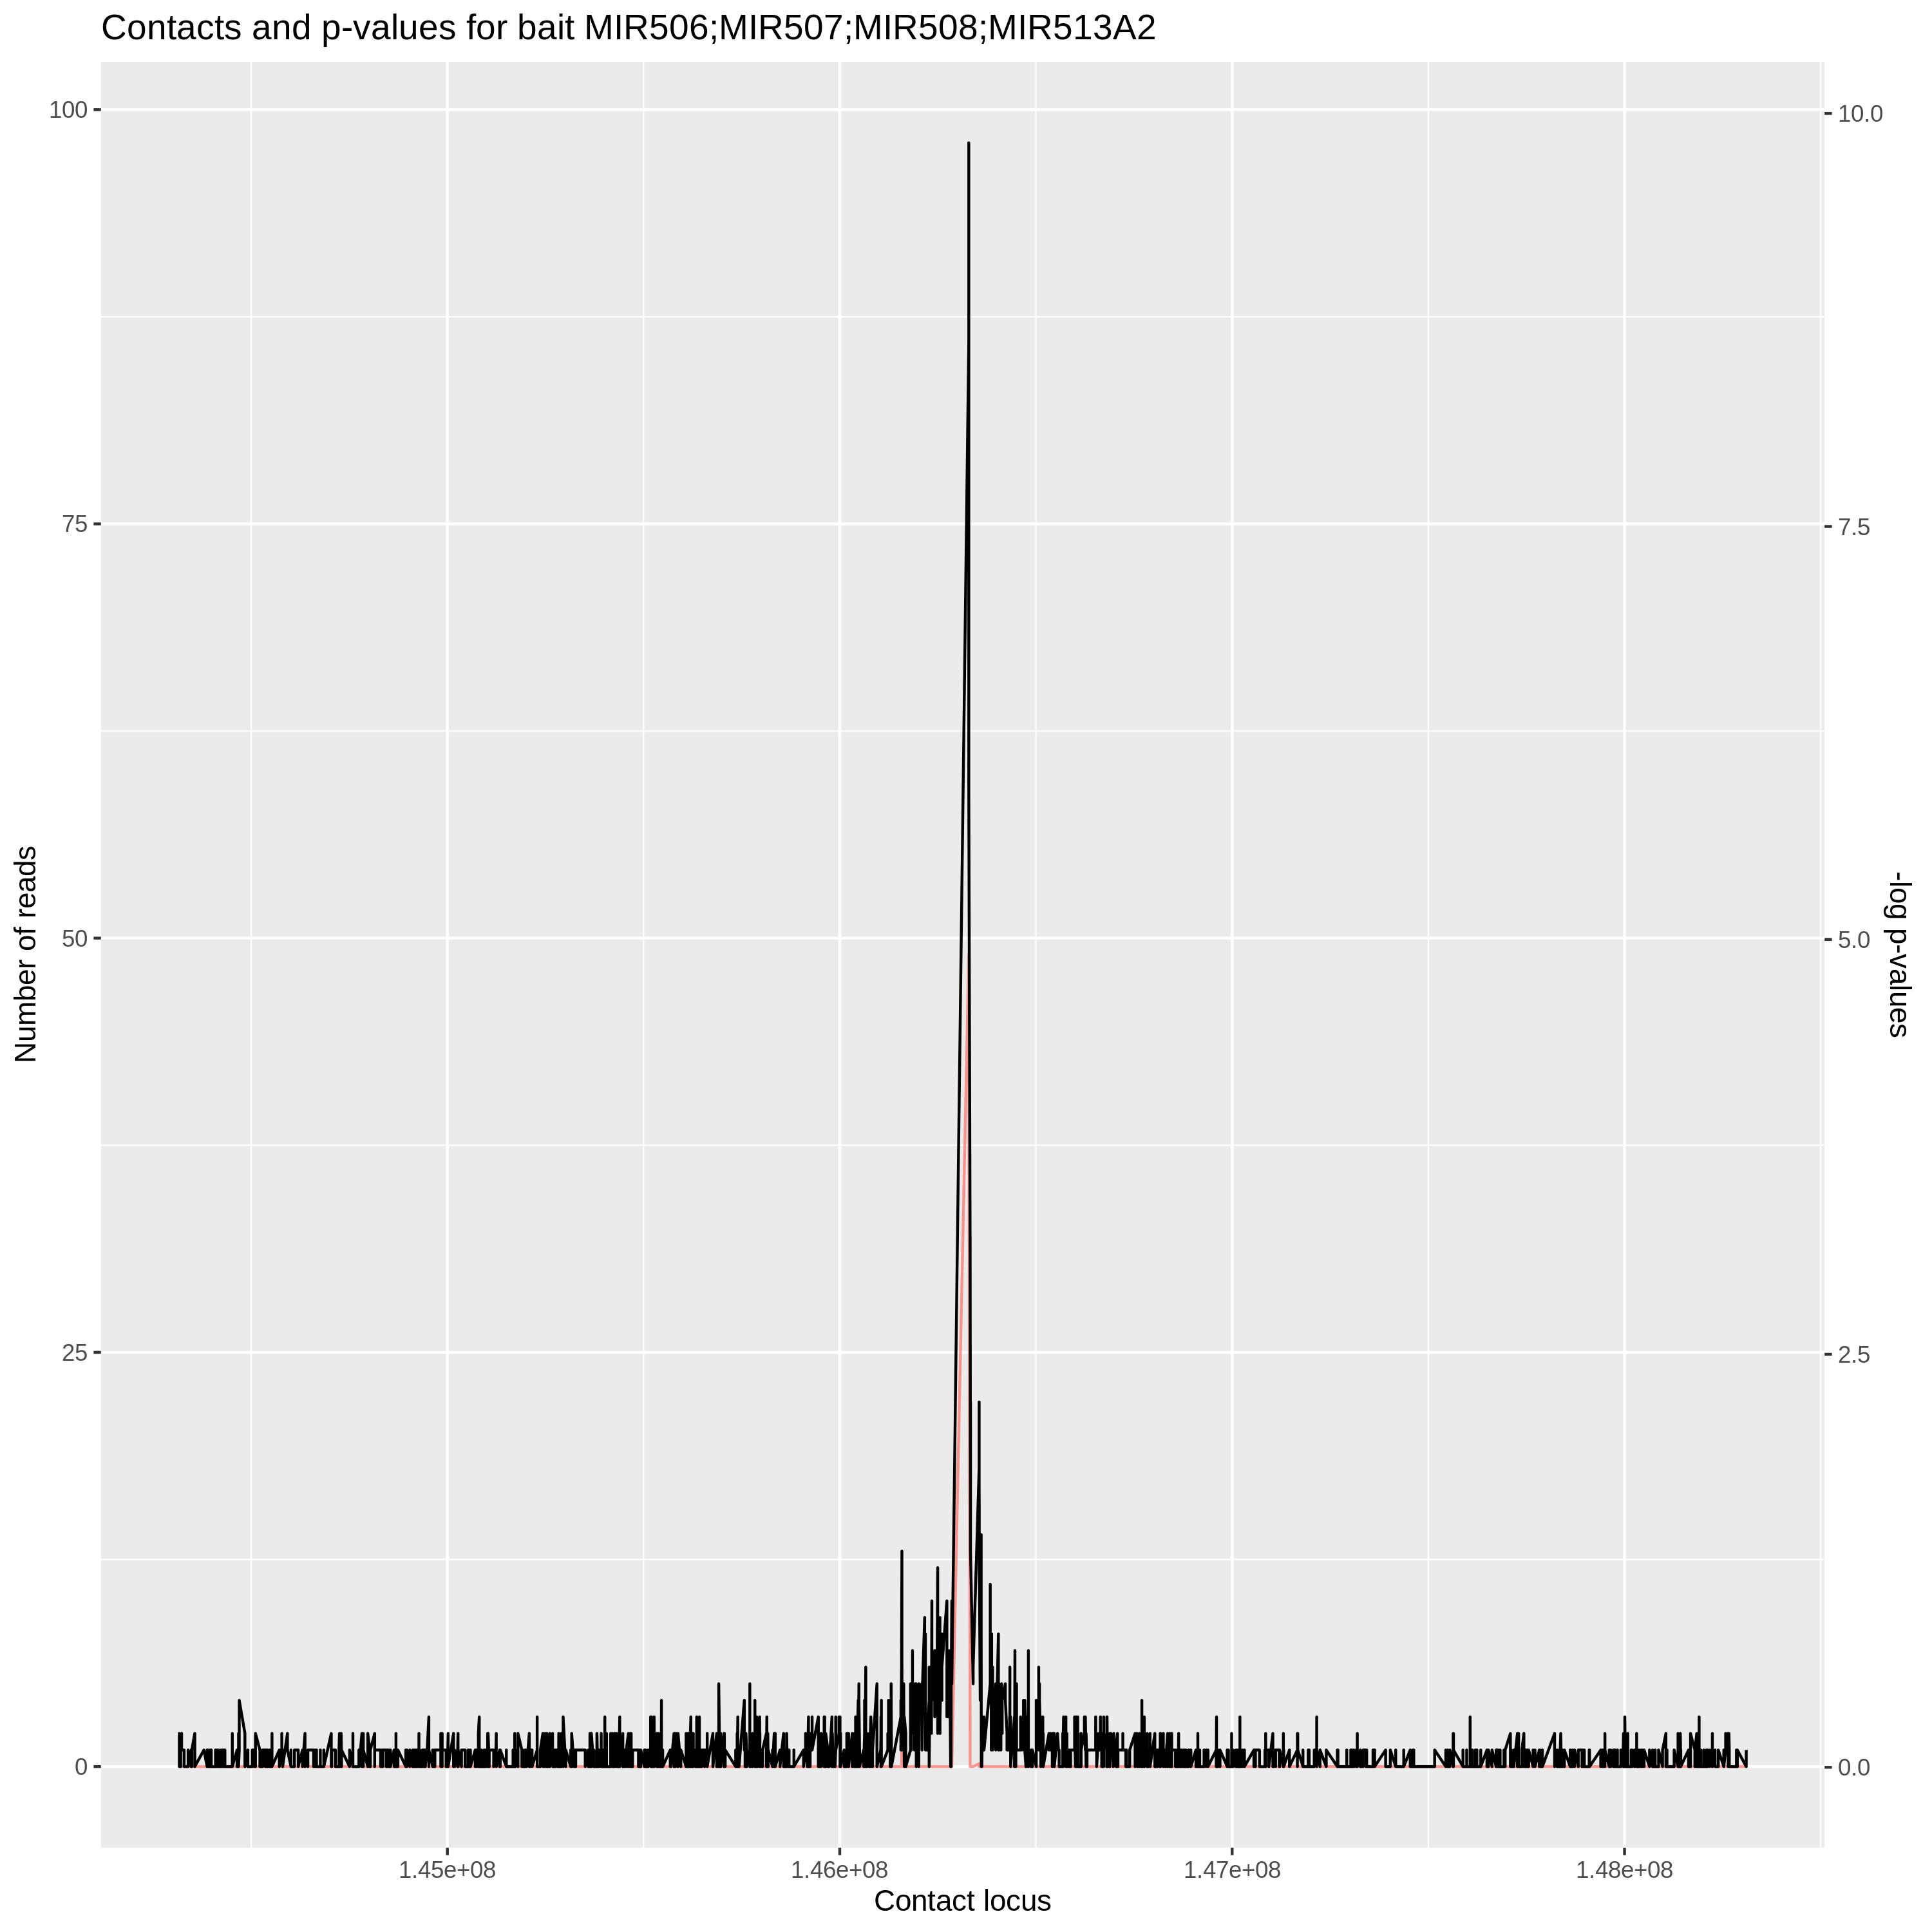 Contacts and p-values for bait MIR506;MIR507;MIR508;MIR513A2
100
75
50
25
0
Number of reads
10.0
7.5
5.0
2.5
0.0
-log p-values
1.45e+08
1.46e+08
1.47e+08
1.48e+08
Contact locus